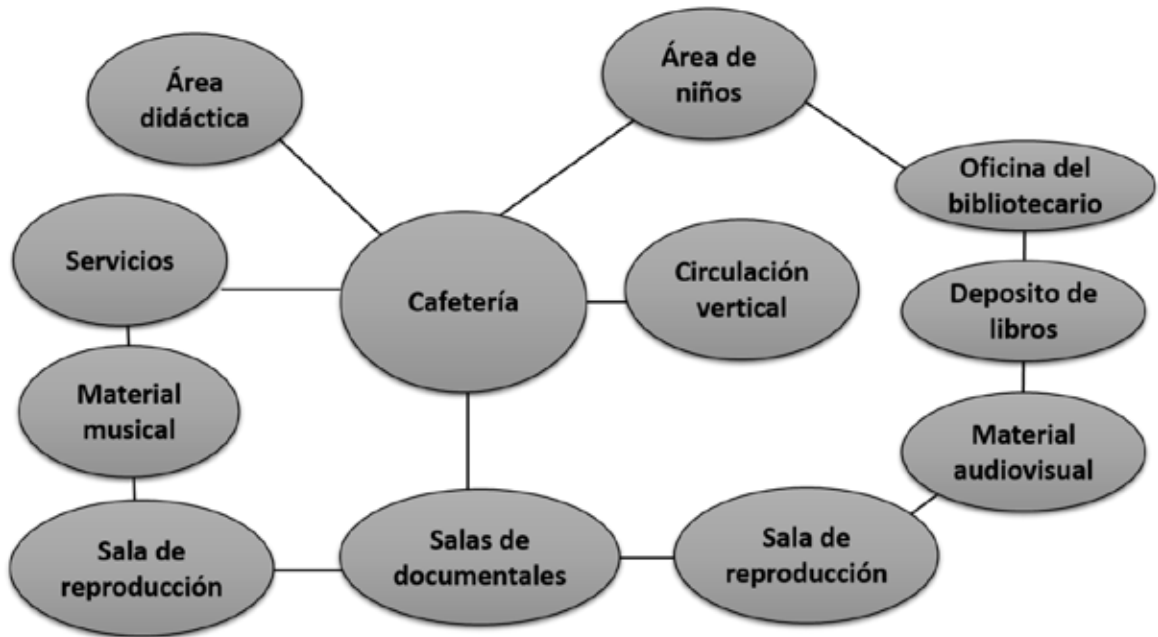 Área
didáctica
Área de
niños
Oficina del
bibliotecario
Servicios
Cafetería
Circulación
vertical
Deposito de
libros
Material
musical
Material
audiovisual
Sala de
reproducción
Salas de
documentales
Sala de
reproducción